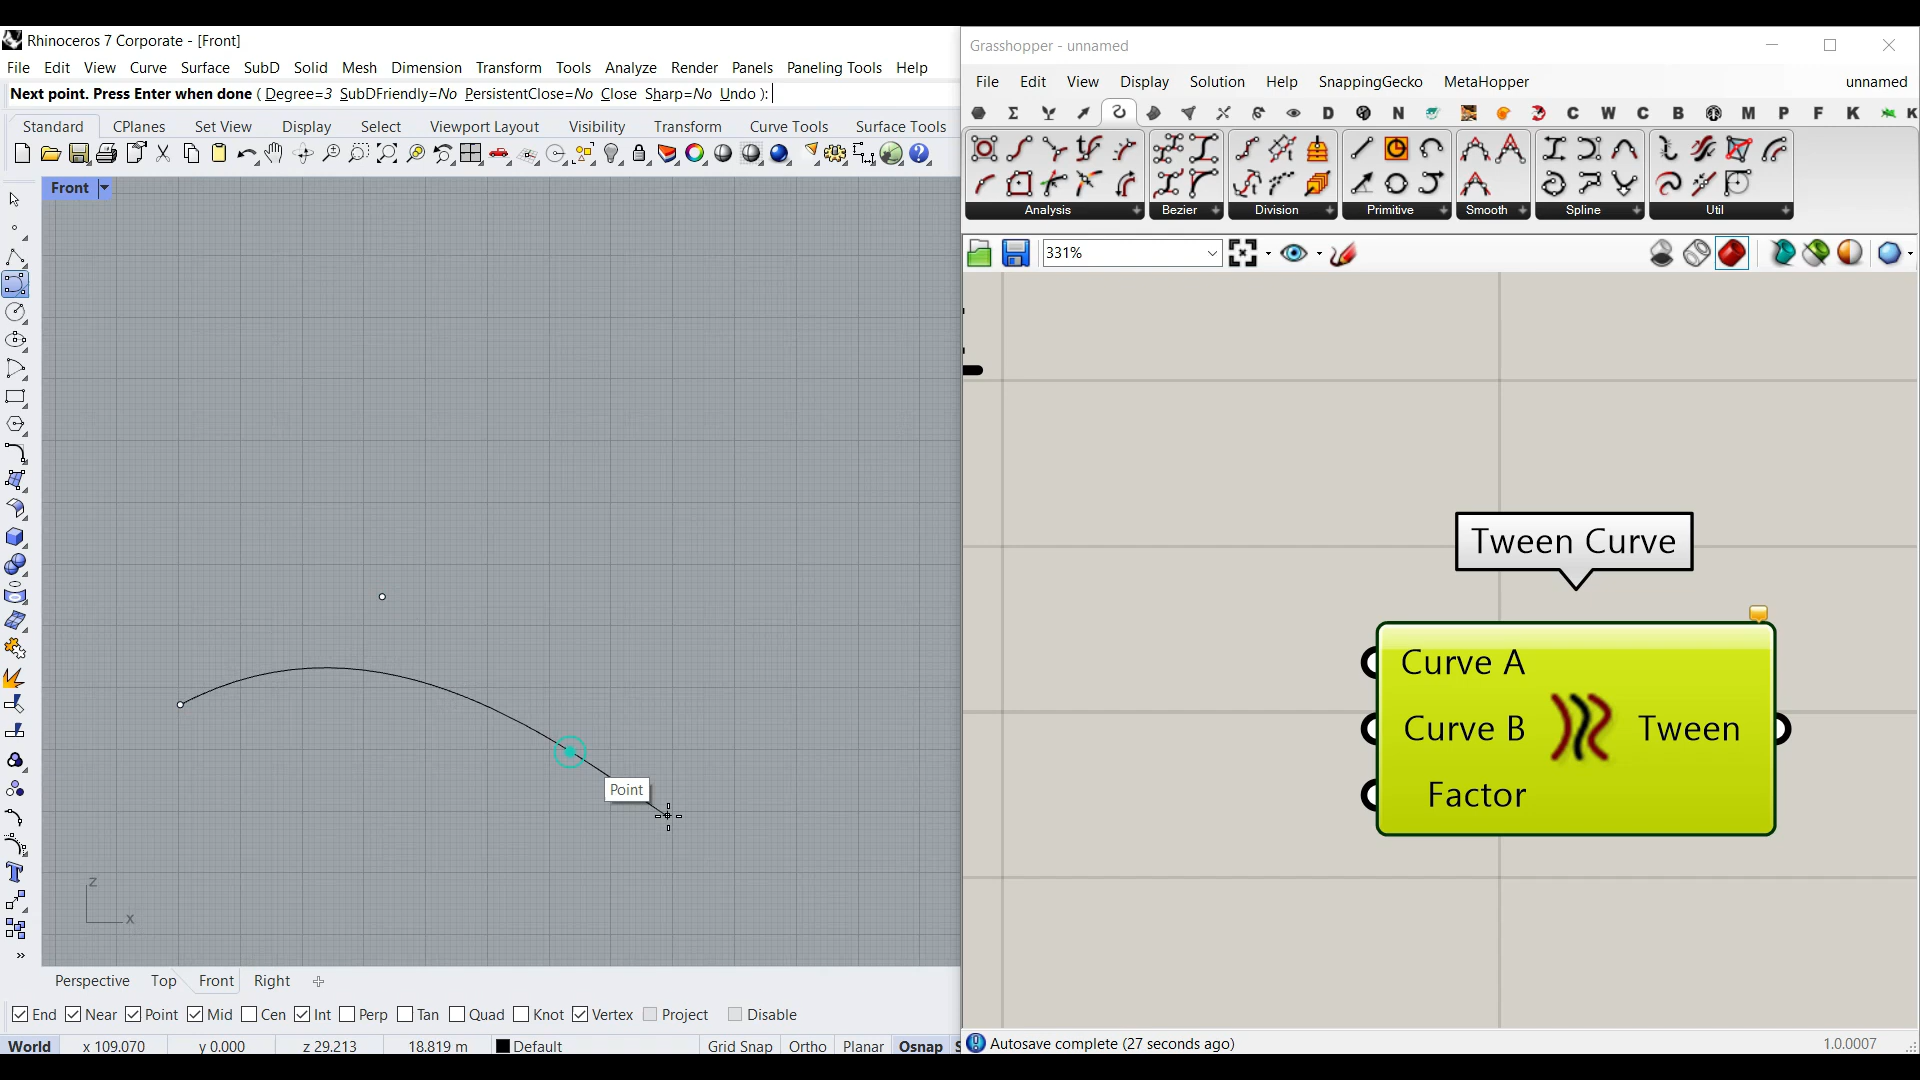 Rhinoceros 7 Corporate - [Front]
File Edit View Curve Surface SubD Solid Mesh Dimension Transform Tools Analyze Render Panels Paneling Tools Help
Next point. Press Enter when done ( Degree=3 SubDFriendly=No PersistentClose=No Close Sharp=No Undo ):
Standard CPlanes Set View Display Select Viewport Layout Visibility Transform Curve Tools Surface Tools
Front
Point
z
x
Perspective Top Front Right
End Near Point Mid Cen Int Perp Tan Quad Knot Vertex Project Disable
World x 109.070 y 0.000 z 29.213 18.819 m Default Grid Snap Ortho Planar Osnap S
Grasshopper - unnamed
File Edit View Display Solution Help SnappingGecko MetaHopper unnamed
D N C W C B M P F K K
Analysis Bezier Division Primitive Smooth Spline Util
331%
Tween Curve
Curve A
Curve B Tween
Factor
Autosave complete (27 seconds ago) 1.0.0007